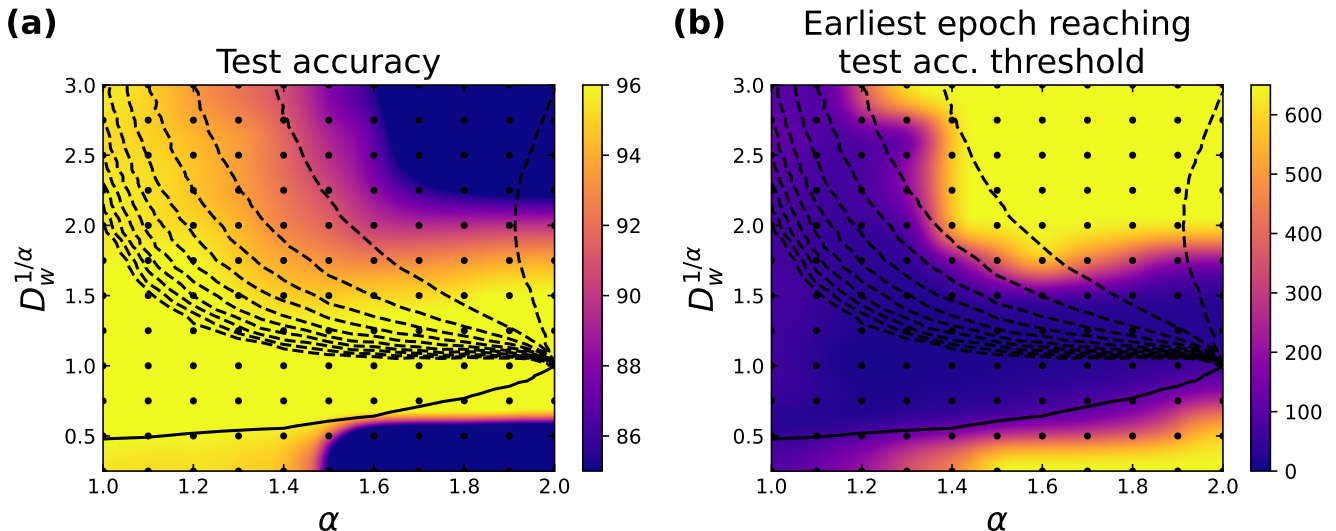 (a)
Test accuracy
3.0
2.5
2.0
1.5
1.0
0.5
D_w^{1/α}
1.0 1.2 1.4 1.6 1.8 2.0
α
96
94
92
90
88
86
(b)
Earliest epoch reaching
test acc. threshold
3.0
2.5
2.0
1.5
1.0
0.5
D_w^{1/α}
1.0 1.2 1.4 1.6 1.8 2.0
α
600
500
400
300
200
100
0